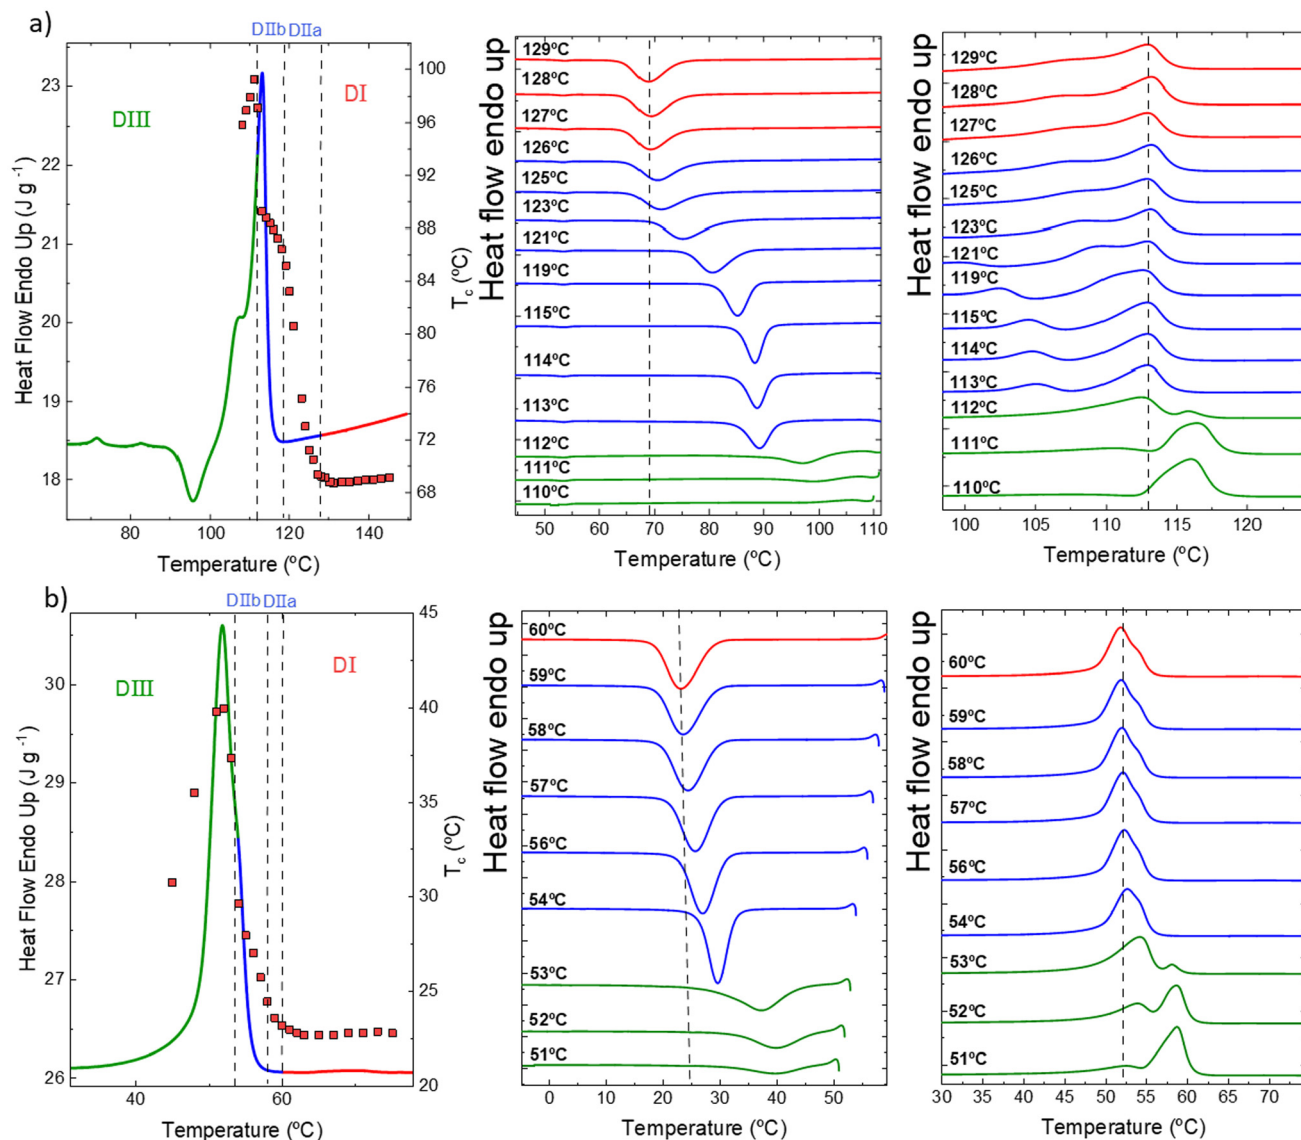 a)
DIIb DIIa
DIII
DI
Heat Flow Endo Up (J g⁻¹)
23
22
21
20
19
18
80 100 120 140
Temperature (ºC)
100
96
92
88
84
80
76
72
68
T_c (ºC)
Heat flow endo up
129ºC
128ºC
127ºC
126ºC
125ºC
123ºC
121ºC
119ºC
115ºC
114ºC
113ºC
112ºC
111ºC
110ºC
50 60 70 80 90 100 110
Temperature (ºC)
Heat flow endo up
129ºC
128ºC
127ºC
126ºC
125ºC
123ºC
121ºC
119ºC
115ºC
114ºC
113ºC
112ºC
111ºC
110ºC
100 105 110 115 120
Temperature (ºC)
b)
DIIb DIIa
DIII
DI
Heat Flow Endo Up (J g⁻¹)
30
29
28
27
26
40 60
Temperature (ºC)
45
40
35
30
25
20
T_c (ºC)
Heat flow endo up
60ºC
59ºC
58ºC
57ºC
56ºC
54ºC
53ºC
52ºC
51ºC
0 10 20 30 40 50
Temperature (ºC)
Heat flow endo up
60ºC
59ºC
58ºC
57ºC
56ºC
54ºC
53ºC
52ºC
51ºC
30 35 40 45 50 55 60 65 70
Temperature (ºC)